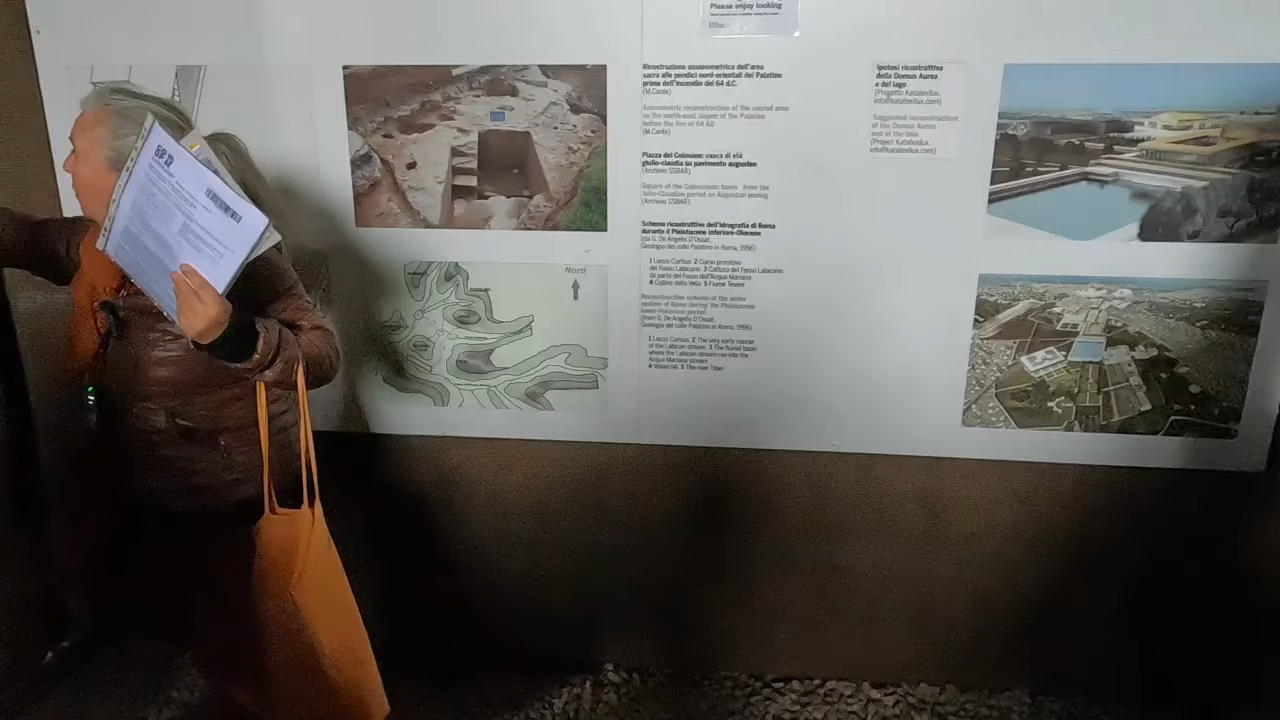 Please enjoy looking
Ricostruzione assonometrica dell'area
sacra alle pendici nord-orientali del Palatino
prima dell'incendio del 64 d.C.
(M.Cante)
Axonometric reconstruction of the sacred area
on the north-east slopes of the Palatino
before the fire of 64 AD
(M.Cante)
Piazza del Colosseo: vasca di età
giulio-claudia su pavimento augusteo
(Archivio SSBAR)
Square of the Colosseum: basin from the
Julio-Claudian period on Augustan paving
(Archivio SSBAR)
Schema ricostruttivo dell'idrografia di Roma
durante il Pleistocene inferiore-Olocene
(da G. De Angelis D'Ossat,
Geologia del colle Palatino in Roma, 1956)
1 Lacus Curtius 2 Corso primitivo
del Fosso Labicano 3 Cattura del Fosso Labicano
da parte del Fosso dell'Acqua Mariana
4 Collina della Velia 5 Fiume Tevere
Reconstructive scheme of the water
system of Roma during the Pleistocene
lower-Holocene period
(from G. De Angelis D'Ossat,
Geologia del colle Palatino in Roma, 1956)
1 Lacus Curtius 2 The very early course
of the Labican stream 3 The fluvial basin
where the Labican stream ran into the
Acqua Mariana stream
4 Velian hill 5 The river Tiber
Ipotesi ricostruttiva
della Domus Aurea
e del lago
(Progetto Katatexilux,
info@katatexilux.com)
Suggested reconstruction
of the Domus Aurea
and of the lake
(Project Katatexilux,
info@katatexilux.com)
Nord